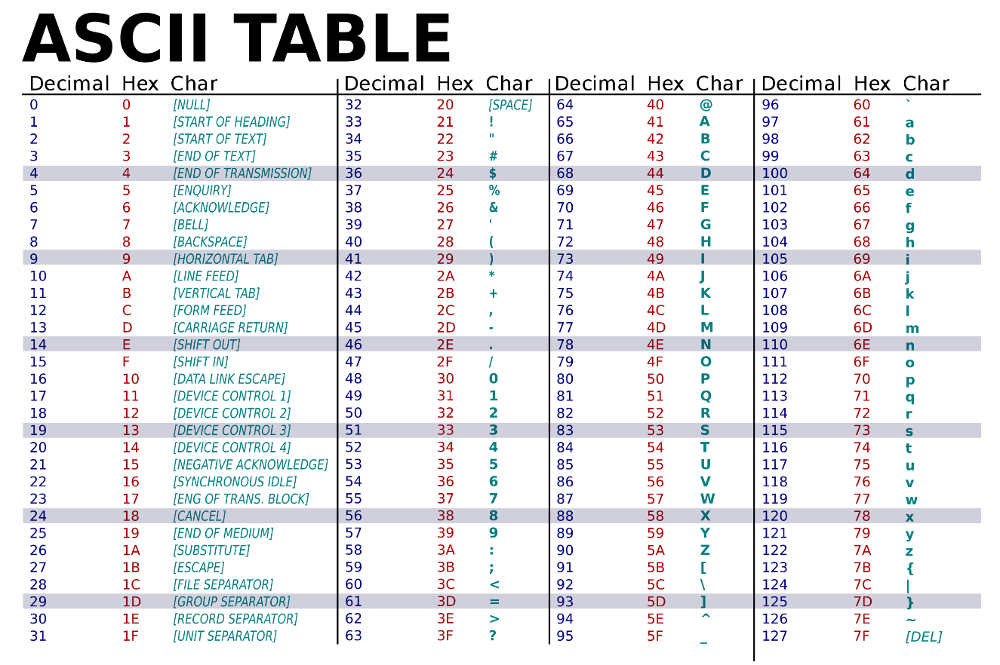 ASCII TABLE
Decimal Hex Char Decimal Hex Char Decimal Hex Char Decimal Hex Char
0 0 [NULL] 32 20 [SPACE] 64 40 @ 96 60 `
1 1 [START OF HEADING] 33 21 ! 65 41 A 97 61 a
2 2 [START OF TEXT] 34 22 " 66 42 B 98 62 b
3 3 [END OF TEXT] 35 23 # 67 43 C 99 63 c
4 4 [END OF TRANSMISSION] 36 24 $ 68 44 D 100 64 d
5 5 [ENQUIRY] 37 25 % 69 45 E 101 65 e
6 6 [ACKNOWLEDGE] 38 26 & 70 46 F 102 66 f
7 7 [BELL] 39 27 ' 71 47 G 103 67 g
8 8 [BACKSPACE] 40 28 ( 72 48 H 104 68 h
9 9 [HORIZONTAL TAB] 41 29 ) 73 49 I 105 69 i
10 A [LINE FEED] 42 2A * 74 4A J 106 6A j
11 B [VERTICAL TAB] 43 2B + 75 4B K 107 6B k
12 C [FORM FEED] 44 2C , 76 4C L 108 6C l
13 D [CARRIAGE RETURN] 45 2D - 77 4D M 109 6D m
14 E [SHIFT OUT] 46 2E . 78 4E N 110 6E n
15 F [SHIFT IN] 47 2F / 79 4F O 111 6F o
16 10 [DATA LINK ESCAPE] 48 30 0 80 50 P 112 70 p
17 11 [DEVICE CONTROL 1] 49 31 1 81 51 Q 113 71 q
18 12 [DEVICE CONTROL 2] 50 32 2 82 52 R 114 72 r
19 13 [DEVICE CONTROL 3] 51 33 3 83 53 S 115 73 s
20 14 [DEVICE CONTROL 4] 52 34 4 84 54 T 116 74 t
21 15 [NEGATIVE ACKNOWLEDGE] 53 35 5 85 55 U 117 75 u
22 16 [SYNCHRONOUS IDLE] 54 36 6 86 56 V 118 76 v
23 17 [ENG OF TRANS. BLOCK] 55 37 7 87 57 W 119 77 w
24 18 [CANCEL] 56 38 8 88 58 X 120 78 x
25 19 [END OF MEDIUM] 57 39 9 89 59 Y 121 79 y
26 1A [SUBSTITUTE] 58 3A : 90 5A Z 122 7A z
27 1B [ESCAPE] 59 3B ; 91 5B [ 123 7B {
28 1C [FILE SEPARATOR] 60 3C < 92 5C \ 124 7C |
29 1D [GROUP SEPARATOR] 61 3D = 93 5D ] 125 7D }
30 1E [RECORD SEPARATOR] 62 3E > 94 5E ^ 126 7E ~
31 1F [UNIT SEPARATOR] 63 3F ? 95 5F _ 127 7F [DEL]